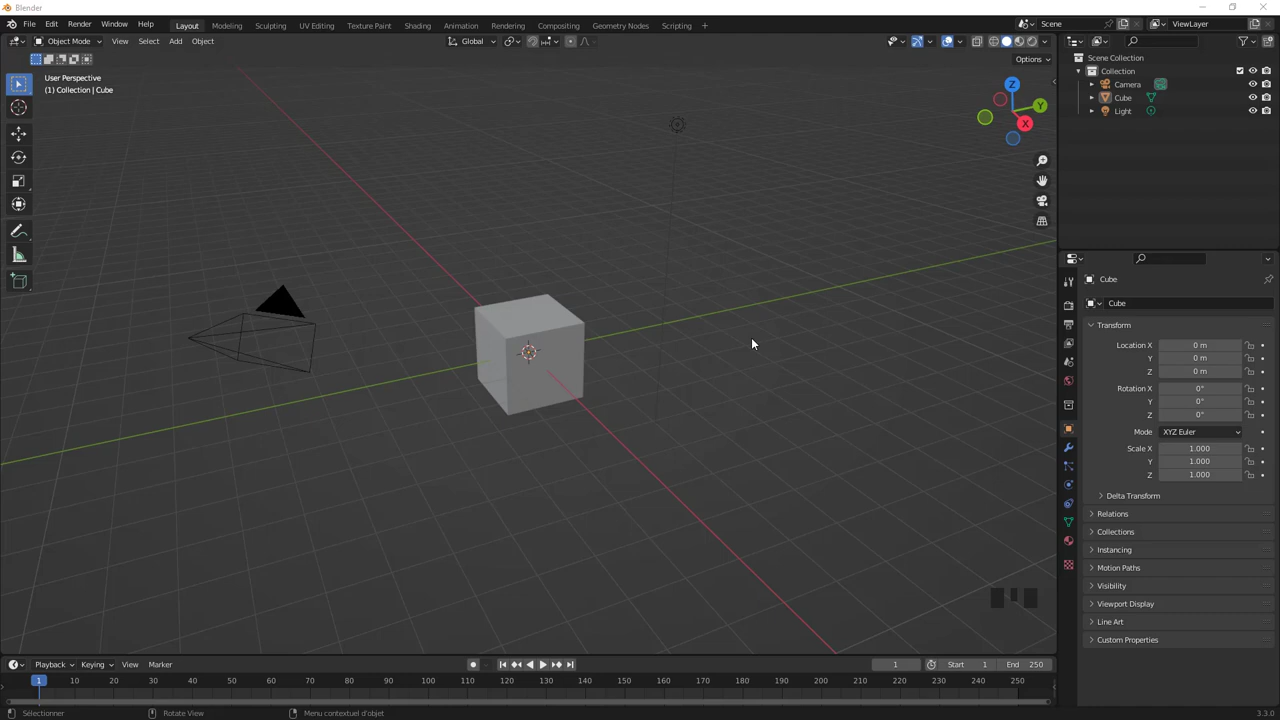 Blender
File Edit Render Window Help Layout Modeling Sculpting UV Editing Texture Paint Shading Animation Rendering Compositing Geometry Nodes Scripting + Scene ViewLayer
Object Mode View Select Add Object Global
Options
User Perspective
(1) Collection | Cube
Z
Y
X
Scene Collection
Collection
Camera
Cube
Light
Cube
Cube
Transform
Location X 0 m
Y 0 m
Z 0 m
Rotation X 0°
Y 0°
Z 0°
Mode XYZ Euler
Scale X 1.000
Y 1.000
Z 1.000
Delta Transform
Relations
Collections
Instancing
Motion Paths
Visibility
Viewport Display
Line Art
Custom Properties
Playback Keying View Marker 1 Start 1 End 250
1 10 20 30 40 50 60 70 80 90 100 110 120 130 140 150 160 170 180 190 200 210 220 230 240 250
Sélectionner Rotate View Menu contextuel d'objet 3.3.0